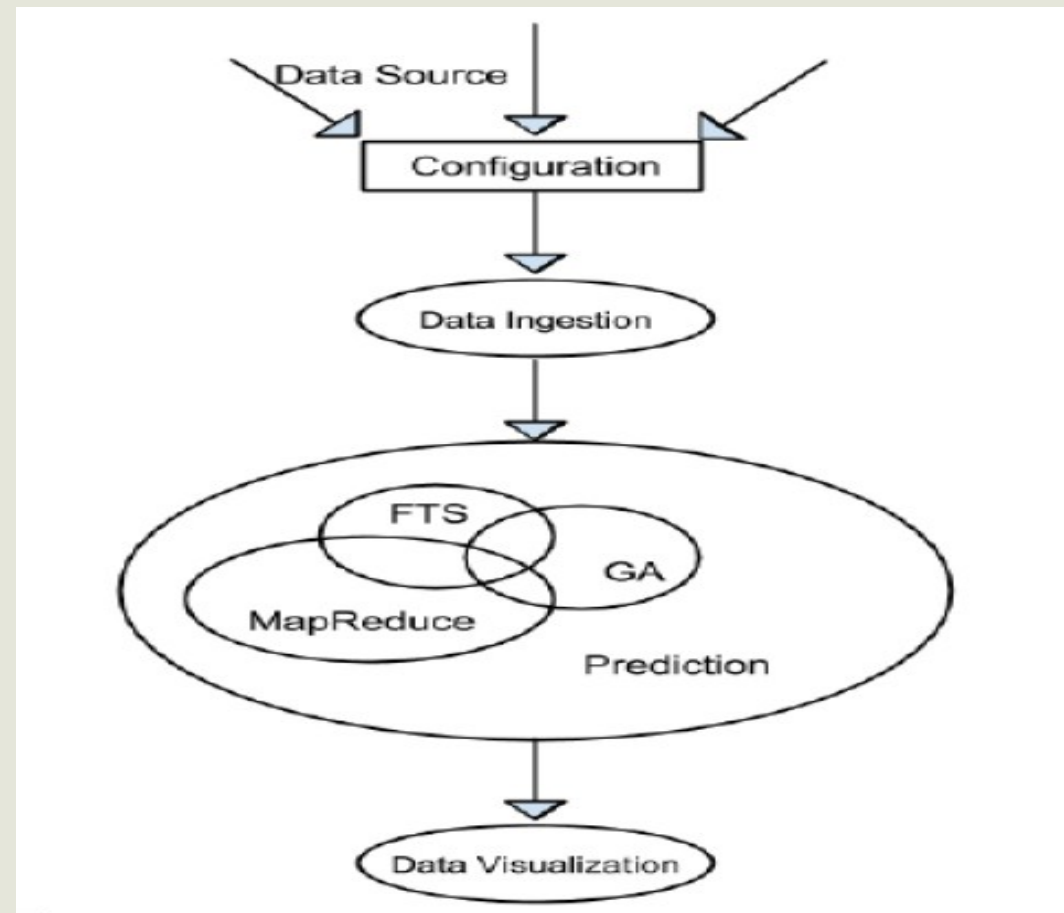 Data Source
Configuration
Data Ingestion
FTS
GA
MapReduce
Prediction
Data Visualization